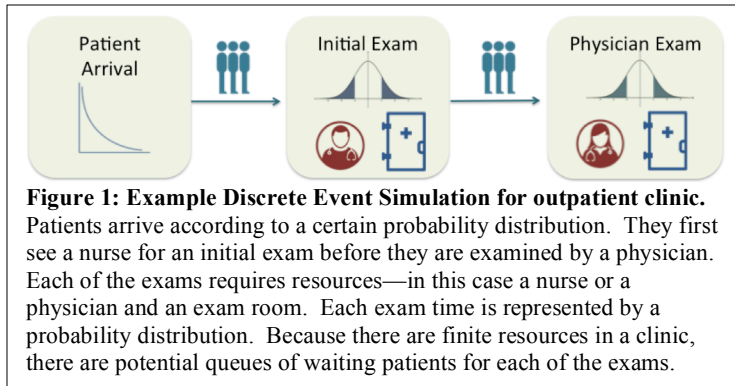 Patient
Arrival
Initial Exam
Physician Exam
Figure 1: Example Discrete Event Simulation for outpatient clinic.
Patients arrive according to a certain probability distribution. They first
see a nurse for an initial exam before they are examined by a physician.
Each of the exams requires resources—in this case a nurse or a
physician and an exam room. Each exam time is represented by a
probability distribution. Because there are finite resources in a clinic,
there are potential queues of waiting patients for each of the exams.